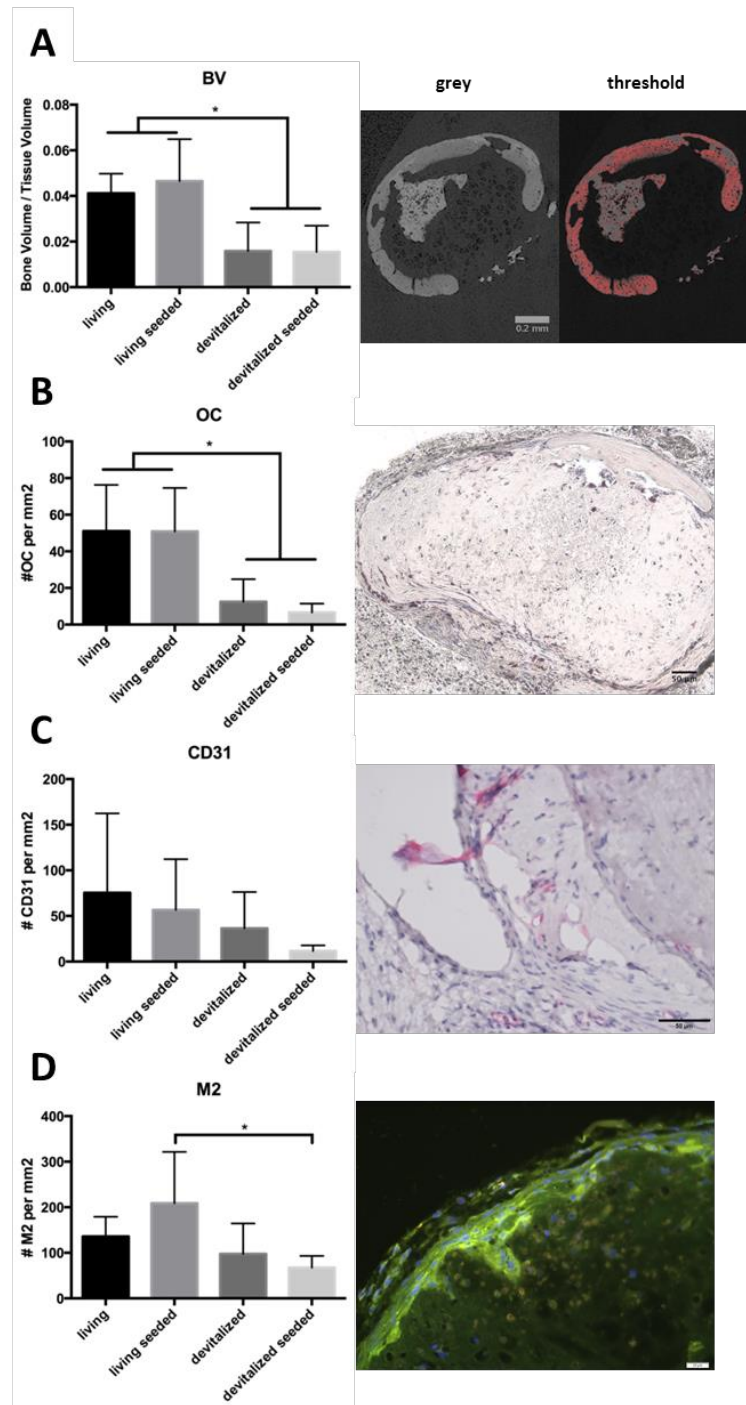 A
BV
grey
threshold
Bone Volume / Tissue Volume
0.08
0.06
0.04
0.02
0.00
*
living
living seeded
devitalized
devitalized seeded
0.2 mm
B
OC
#OC per mm2
100
80
60
40
20
0
*
living
living seeded
devitalized
devitalized seeded
50 µm
C
CD31
# CD31 per mm2
200
150
100
50
0
living
living seeded
devitalized
devitalized seeded
50 µm
D
M2
# M2 per mm2
400
300
200
100
0
*
living
living seeded
devitalized
devitalized seeded